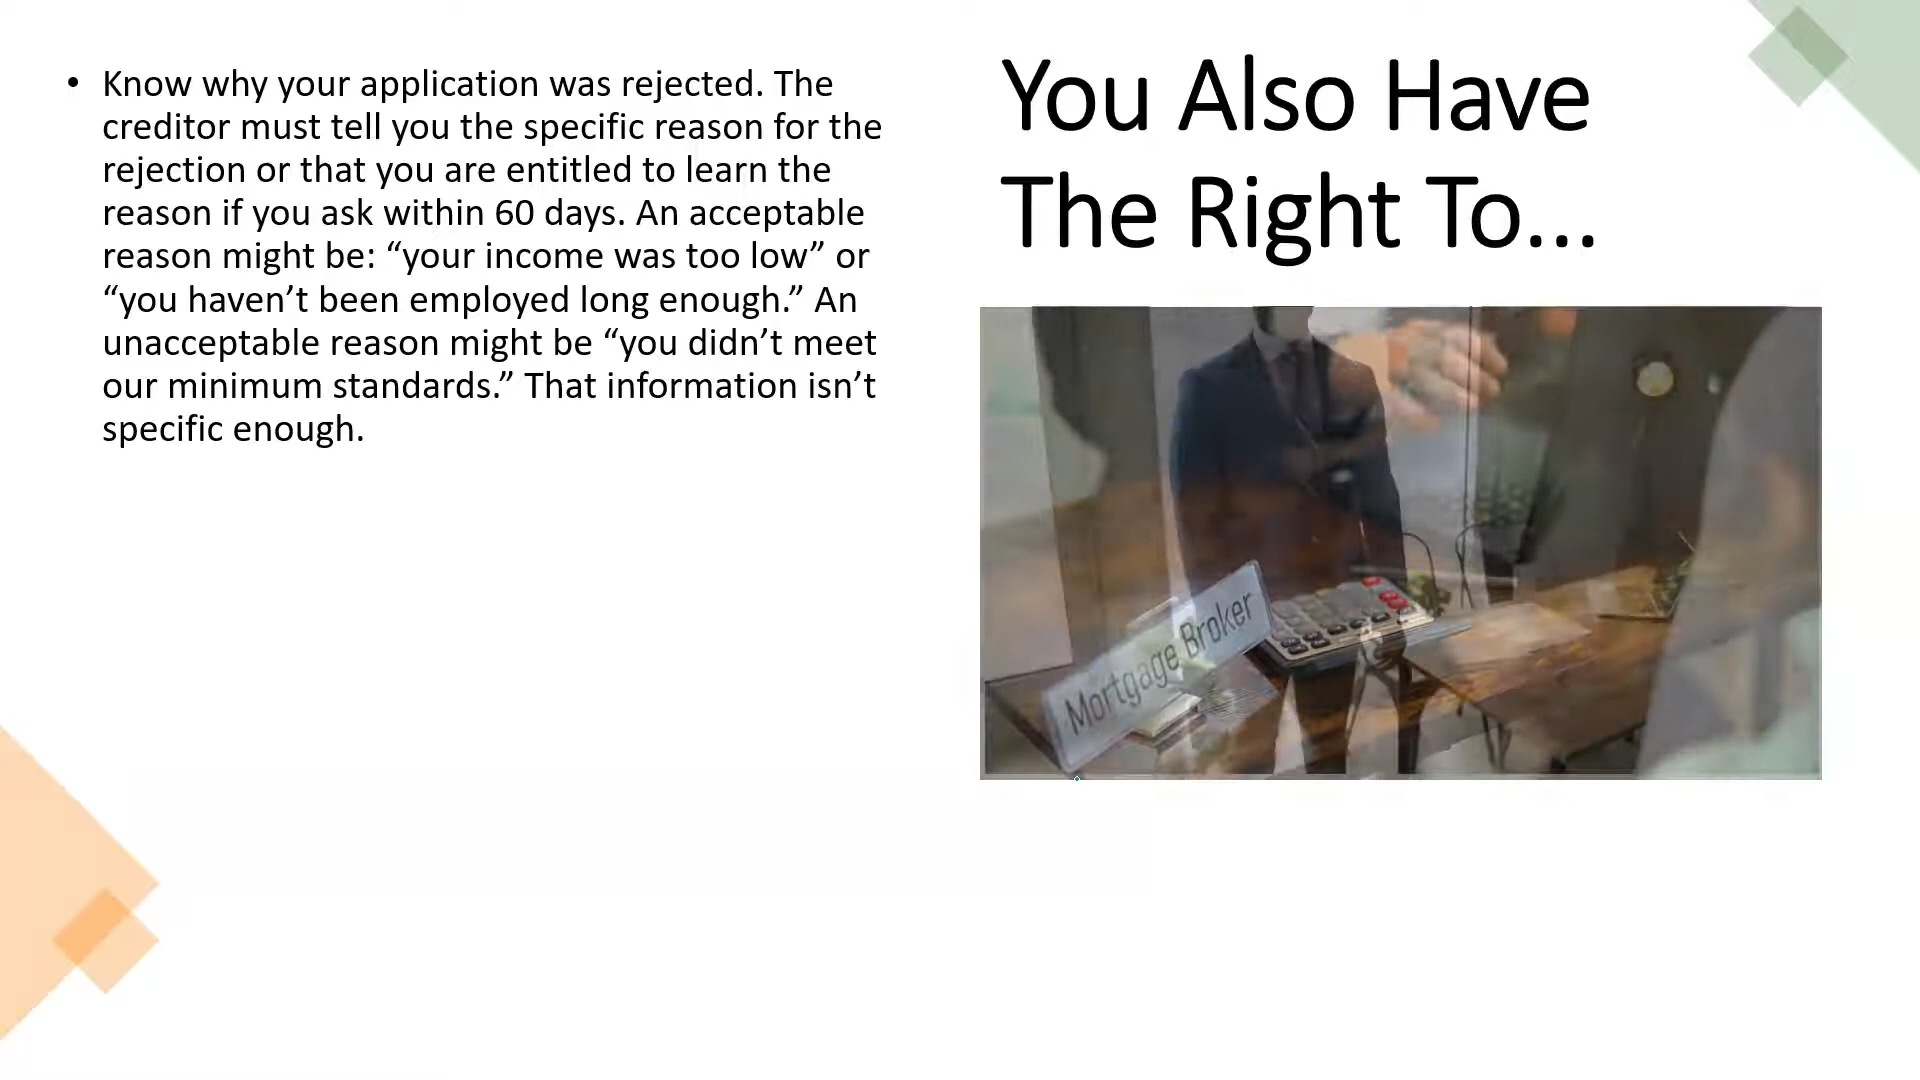 You Also Have
The Right To...
• Know why your application was rejected. The
creditor must tell you the specific reason for the
rejection or that you are entitled to learn the
reason if you ask within 60 days. An acceptable
reason might be: “your income was too low” or
“you haven’t been employed long enough.” An
unacceptable reason might be “you didn’t meet
our minimum standards.” That information isn’t
specific enough.
Mortgage Broker